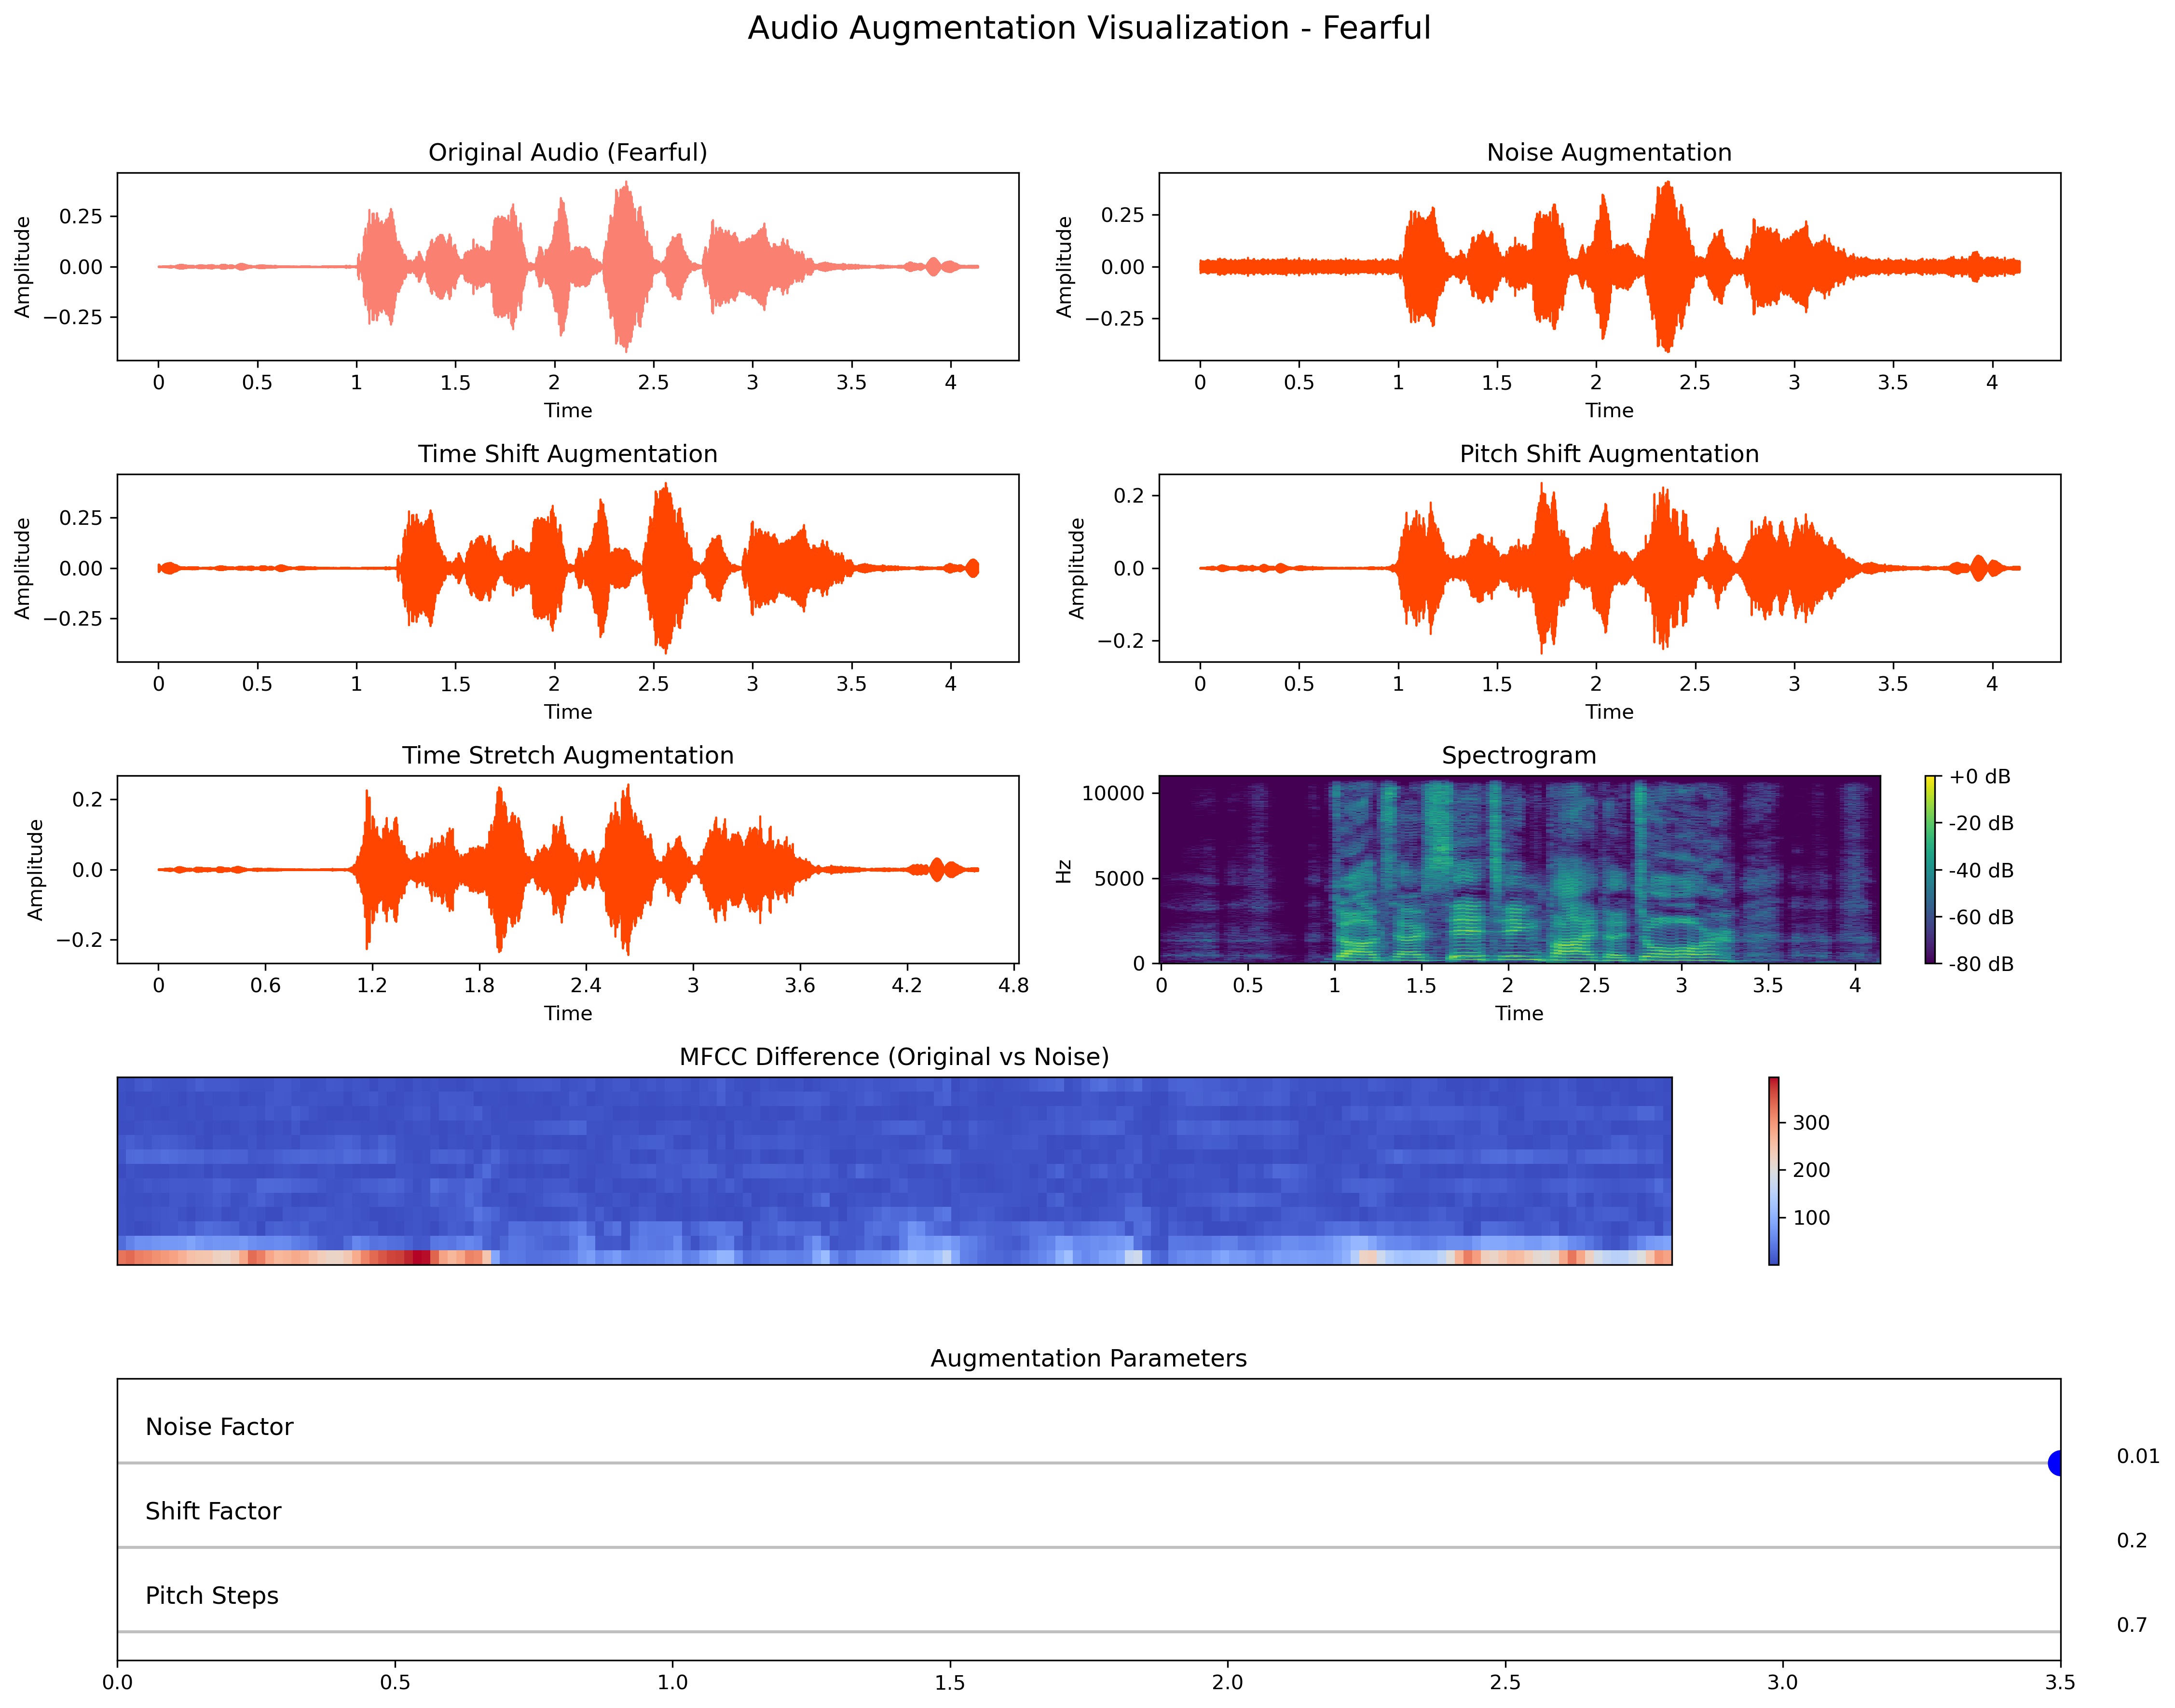 Audio Augmentation Visualization - Fearful
Original Audio (Fearful)
Amplitude
0.25
0.00
−0.25
0 0.5 1 1.5 2 2.5 3 3.5 4
Time
Noise Augmentation
Amplitude
0.25
0.00
−0.25
0 0.5 1 1.5 2 2.5 3 3.5 4
Time
Time Shift Augmentation
Amplitude
0.25
0.00
−0.25
0 0.5 1 1.5 2 2.5 3 3.5 4
Time
Pitch Shift Augmentation
Amplitude
0.2
0.0
−0.2
0 0.5 1 1.5 2 2.5 3 3.5 4
Time
Time Stretch Augmentation
Amplitude
0.2
0.0
−0.2
0 0.6 1.2 1.8 2.4 3 3.6 4.2 4.8
Time
Spectrogram
Hz
10000
5000
0
0 0.5 1 1.5 2 2.5 3 3.5 4
Time
+0 dB
-20 dB
-40 dB
-60 dB
-80 dB
MFCC Difference (Original vs Noise)
300
200
100
Augmentation Parameters
Noise Factor
0.01
Shift Factor
0.2
Pitch Steps
0.7
0.0 0.5 1.0 1.5 2.0 2.5 3.0 3.5